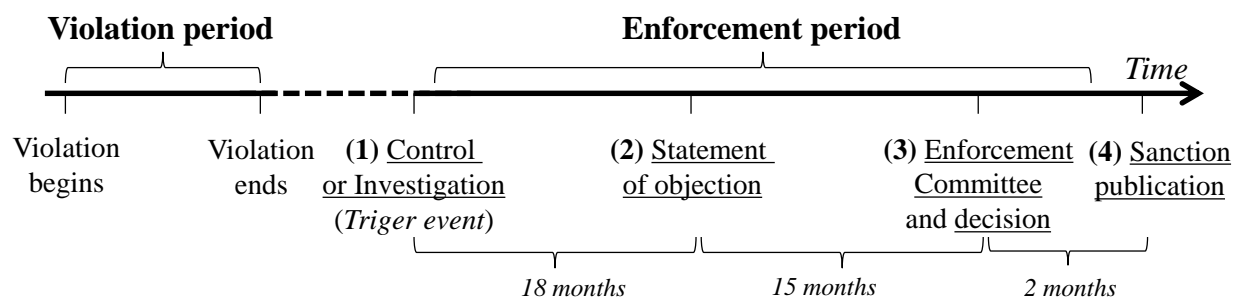 Violation period
Enforcement period
Time
Violation
begins
Violation
ends
(1) Control
or Investigation
(Triger event)
(2) Statement
of objection
(3) Enforcement
Committee
and decision
(4) Sanction
publication
18 months
15 months
2 months